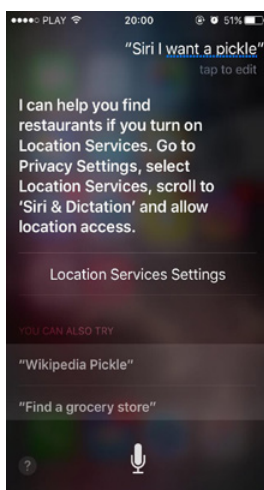 PLAY 20:00 51%
“Siri I want a pickle”
tap to edit
I can help you find
restaurants if you turn on
Location Services. Go to
Privacy Settings, select
Location Services, scroll to
‘Siri & Dictation’ and allow
location access.
Location Services Settings
YOU CAN ALSO TRY
“Wikipedia Pickle”
“Find a grocery store”
?